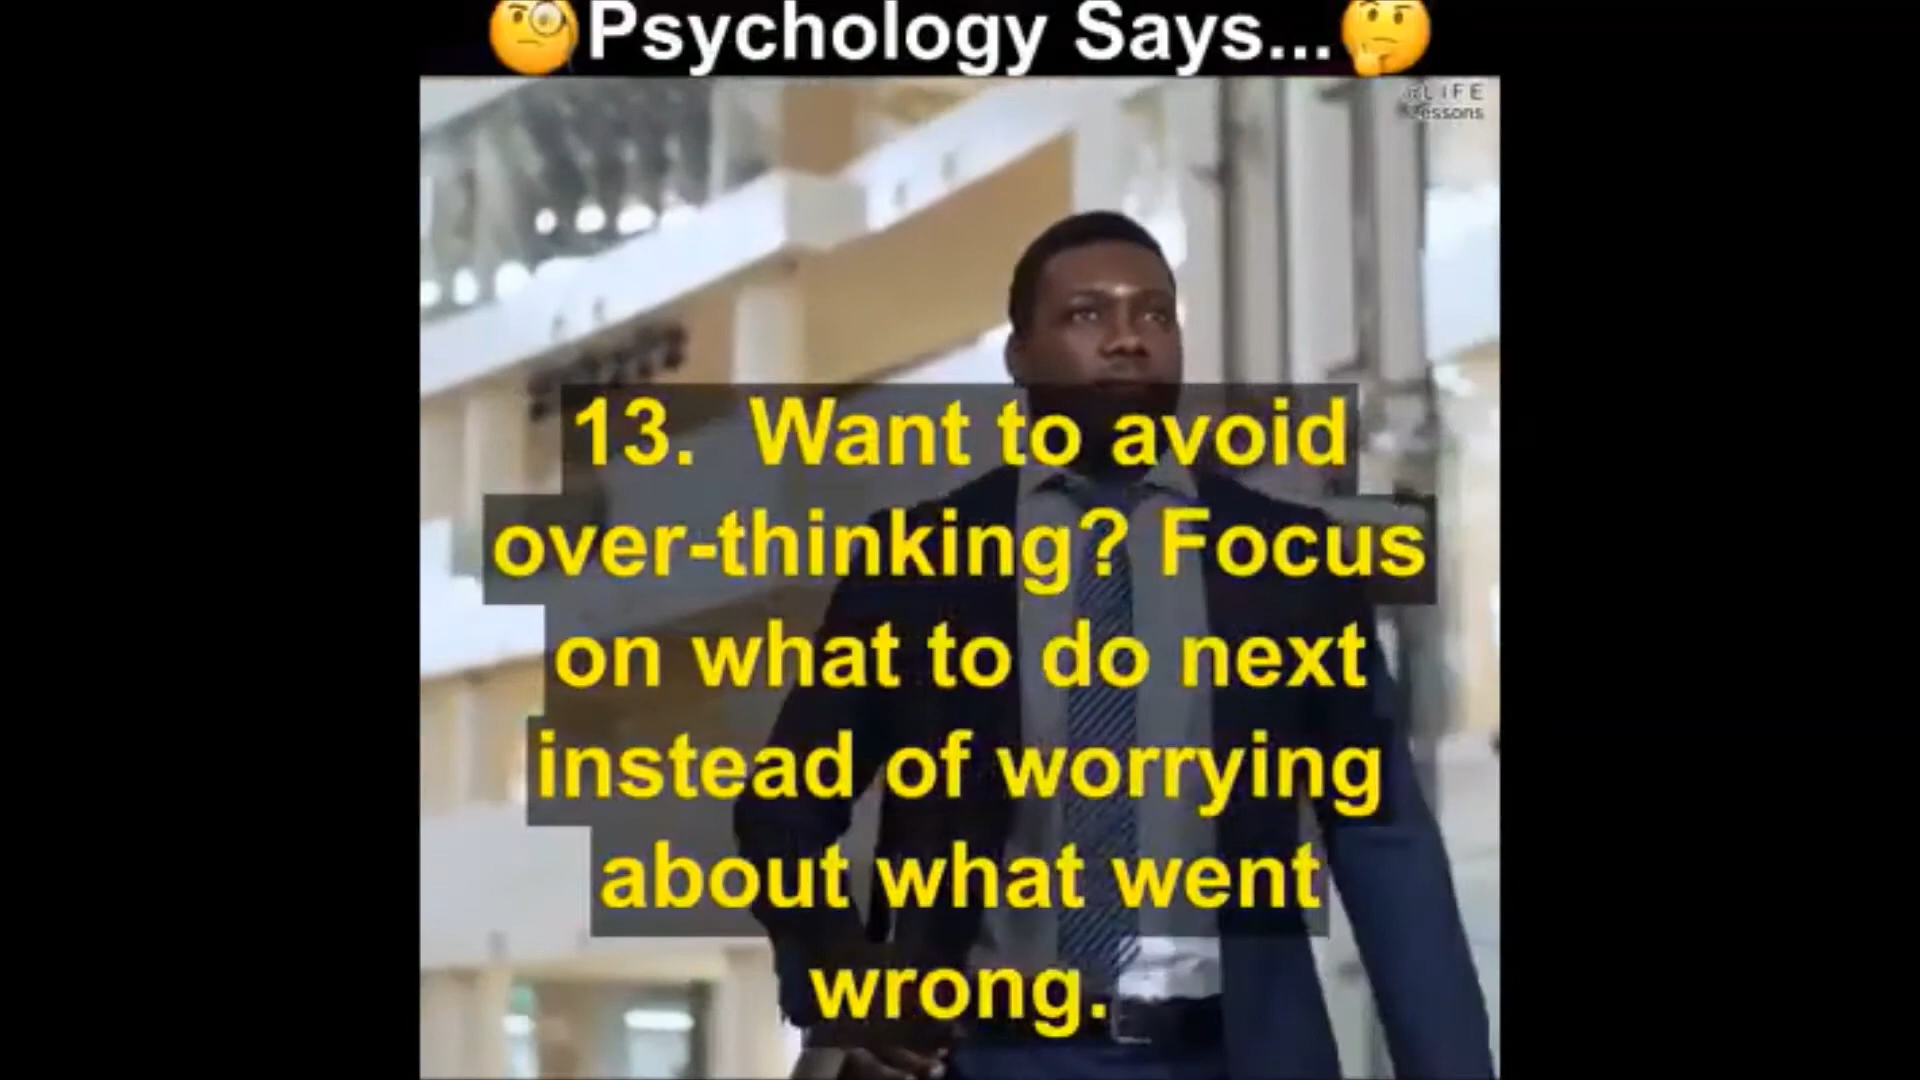 🧐Psychology Says...🤔
LIFE
Lessons
13. Want to avoid
over-thinking? Focus
on what to do next
instead of worrying
about what went
wrong.